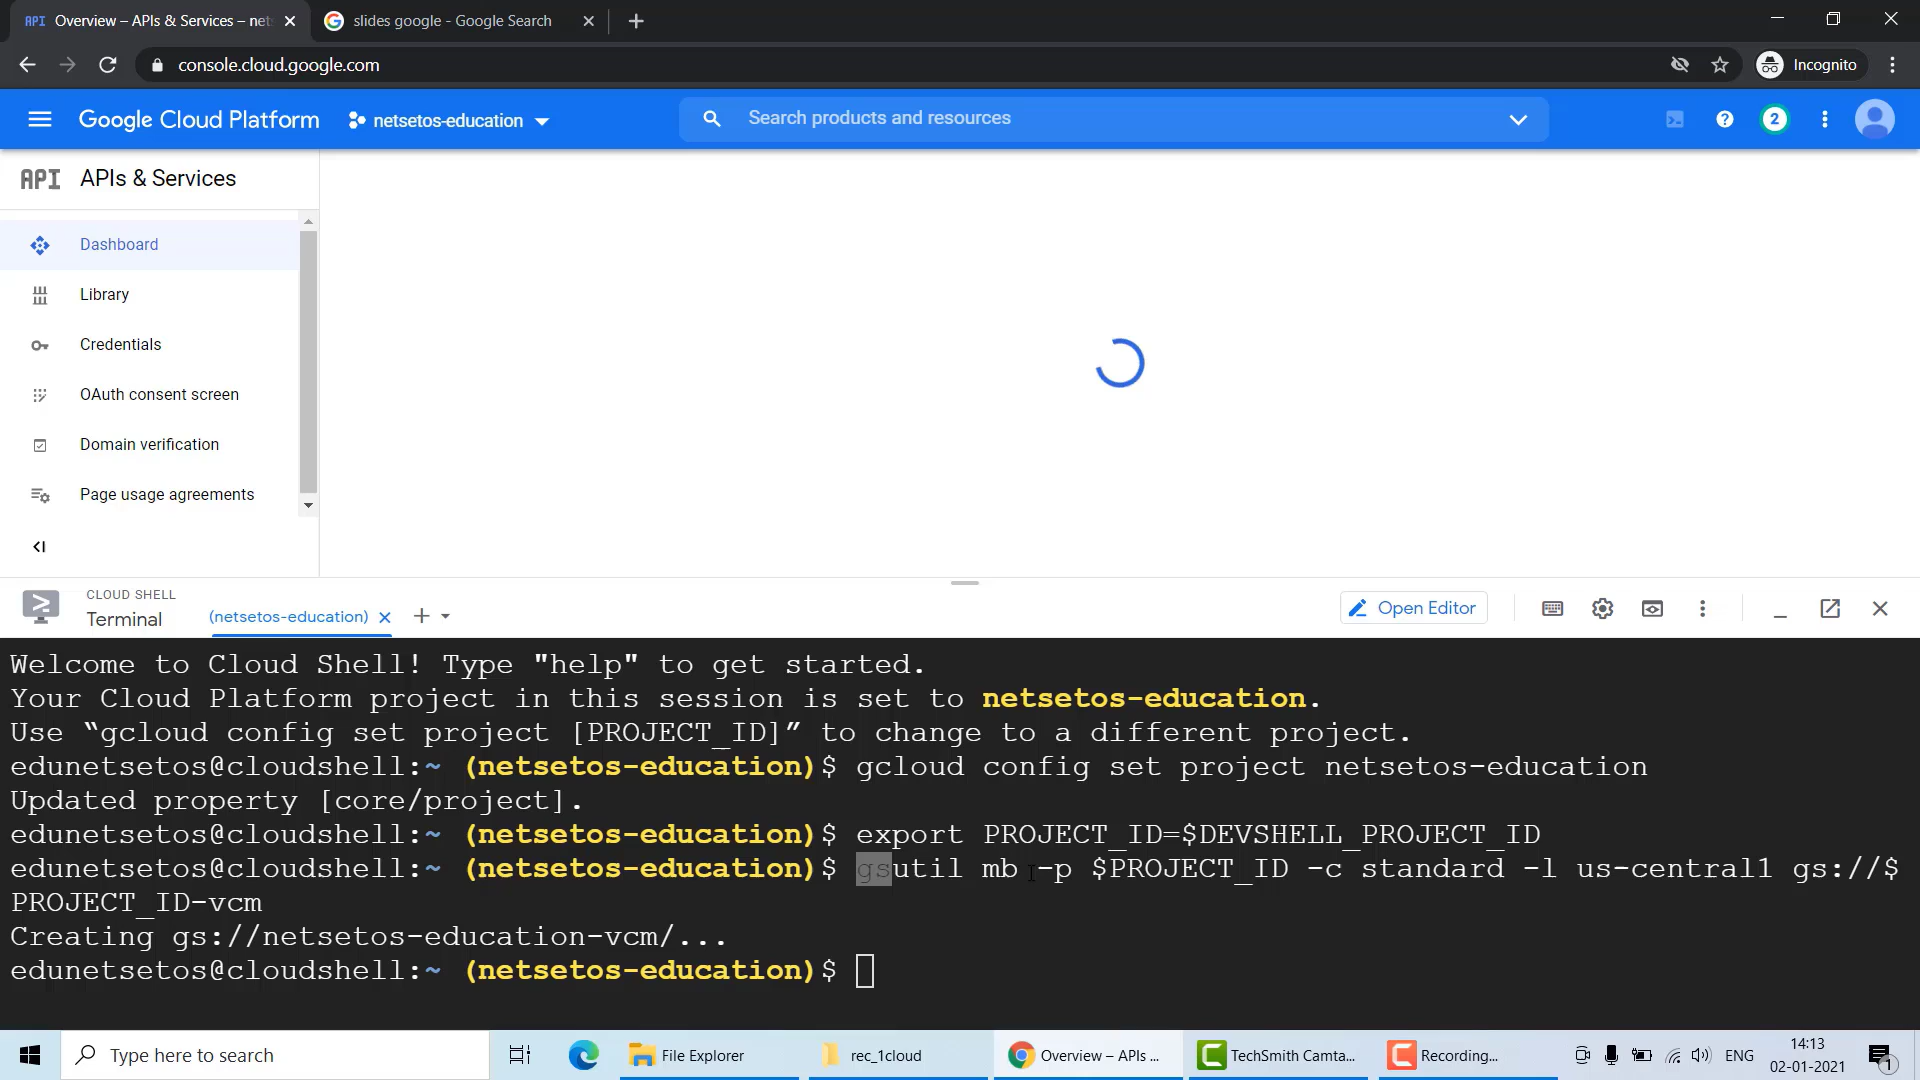 API Overview – APIs & Services – net
slides google - Google Search
console.cloud.google.com
Incognito
Google Cloud Platform
netsetos-education
Search products and resources
2
API APIs & Services
Dashboard
Library
Credentials
OAuth consent screen
Domain verification
Page usage agreements
CLOUD SHELL
Terminal
(netsetos-education)
Open Editor
Welcome to Cloud Shell! Type "help" to get started.
Your Cloud Platform project in this session is set to netsetos-education.
Use “gcloud config set project [PROJECT_ID]” to change to a different project.
edunetsetos@cloudshell:~ (netsetos-education)$ gcloud config set project netsetos-education
Updated property [core/project].
edunetsetos@cloudshell:~ (netsetos-education)$ export PROJECT_ID=$DEVSHELL_PROJECT_ID
edunetsetos@cloudshell:~ (netsetos-education)$ gsutil mb -p $PROJECT_ID -c standard -l us-central1 gs://$
PROJECT_ID-vcm
Creating gs://netsetos-education-vcm/...
edunetsetos@cloudshell:~ (netsetos-education)$
Type here to search
File Explorer
rec_1cloud
Overview – APIs ...
TechSmith Camta...
Recording...
ENG
14:13
02-01-2021
1